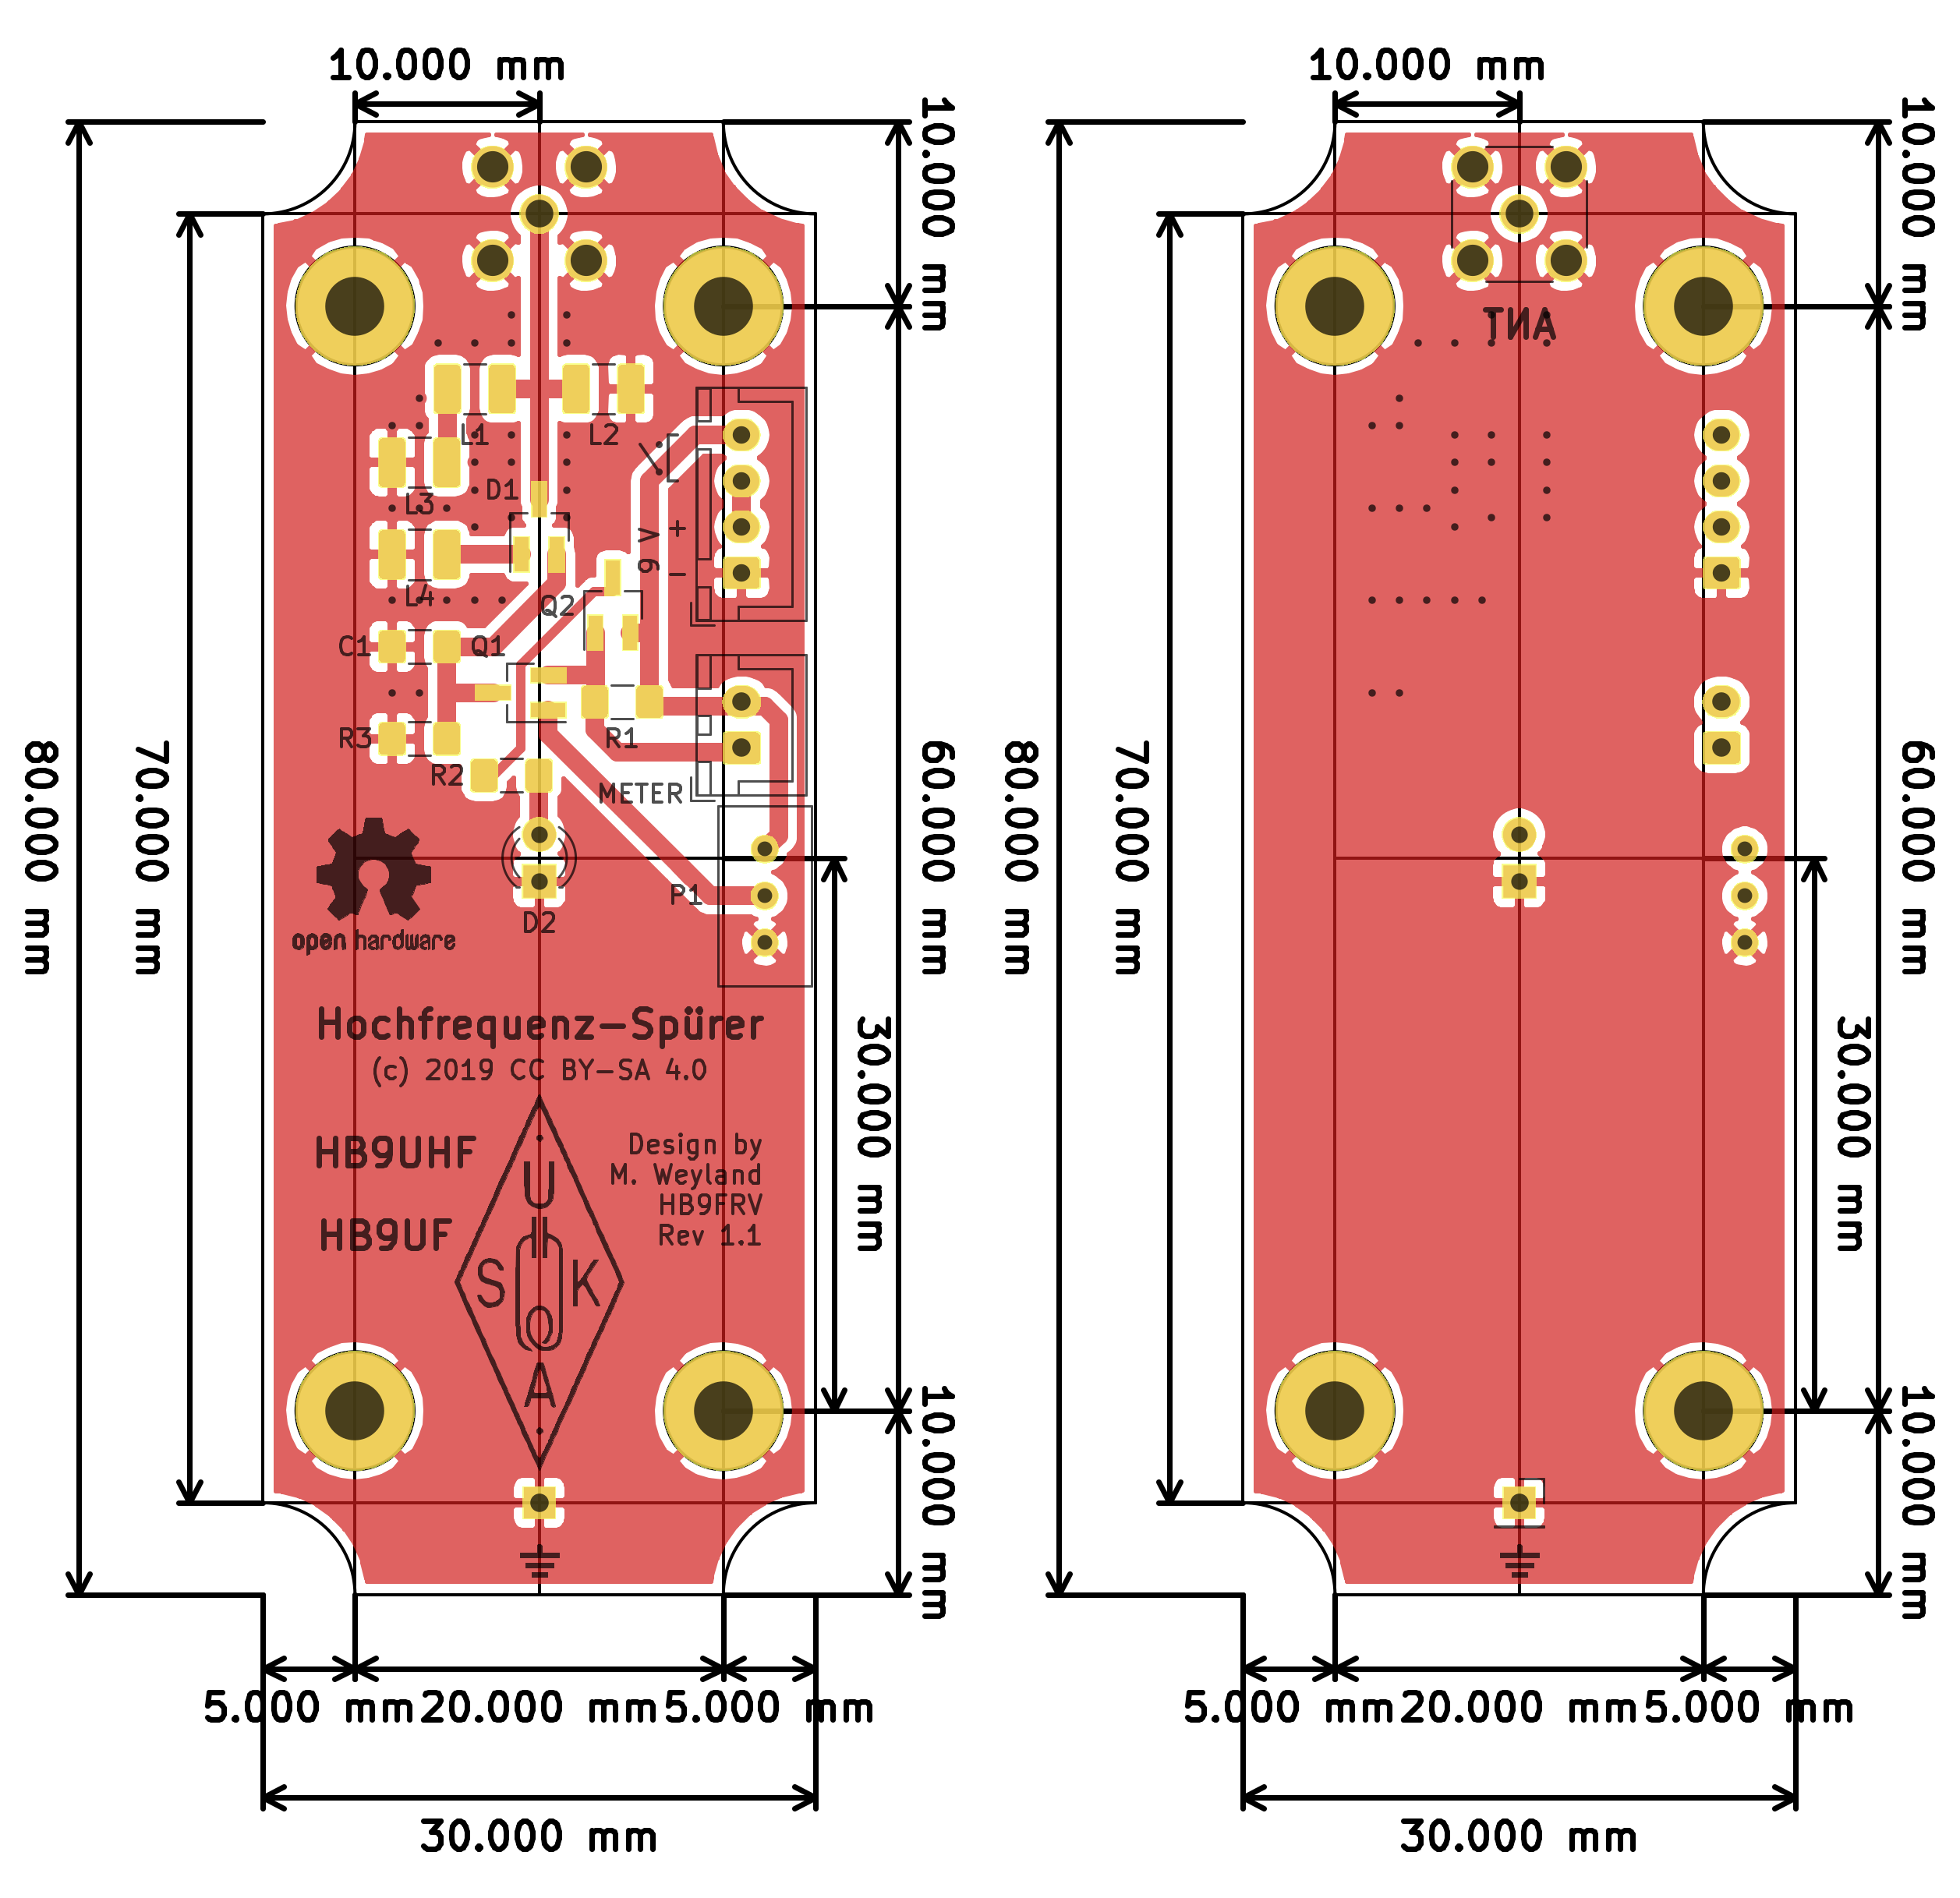 10.000 mm
10.000 mm
80.000 mm
70.000 mm
60.000 mm
30.000 mm
10.000 mm
L1
L2
L3
D1
L4
Q2
9 V
+
-
C1
Q1
R3
R1
R2
METER
P1
D2
open hardware
Hochfrequenz-Spürer
(c) 2019 CC BY-SA 4.0
HB9UHF
HB9UF
Design by
M. Weyland
HB9FRV
Rev 1.1
U
S K
A
5.000 mm 20.000 mm 5.000 mm
30.000 mm
10.000 mm
10.000 mm
ANT
80.000 mm
70.000 mm
60.000 mm
30.000 mm
10.000 mm
5.000 mm 20.000 mm 5.000 mm
30.000 mm